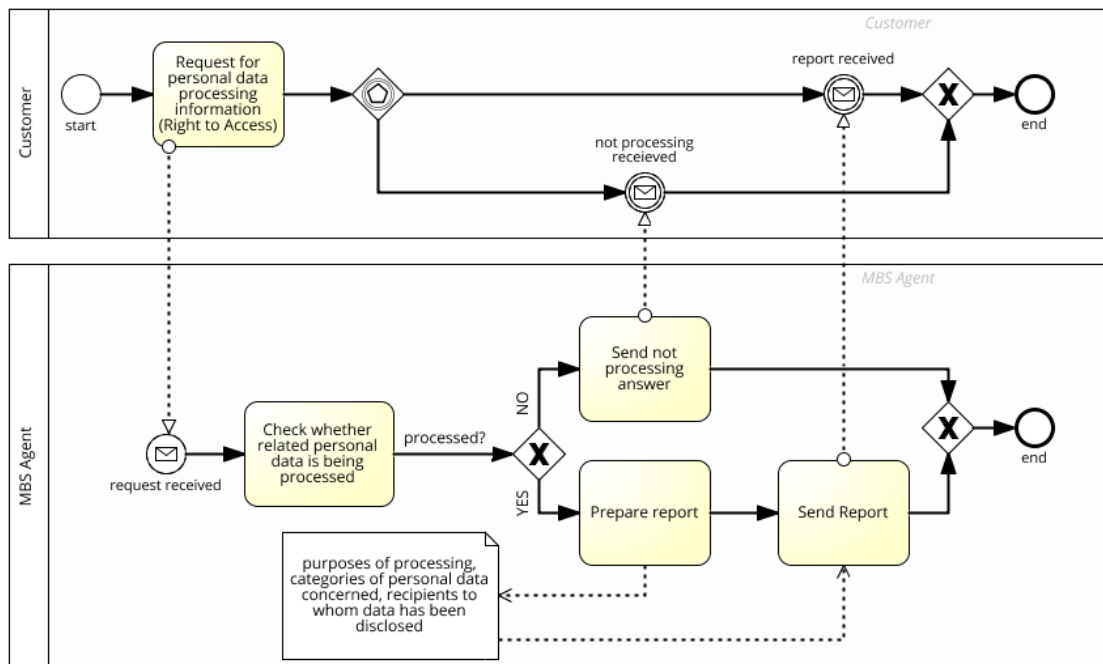 Customer
Customer
Request for
personal data
processing
information
(Right to Access)
start
report received
end
not processing
receieved
MBS Agent
MBS Agent
Send not
processing
answer
NO
Check whether
related personal
data is being
processed
processed?
request received
end
YES
Prepare report
Send Report
purposes of processing,
categories of personal data
concerned, recipients to
whom data has been
disclosed